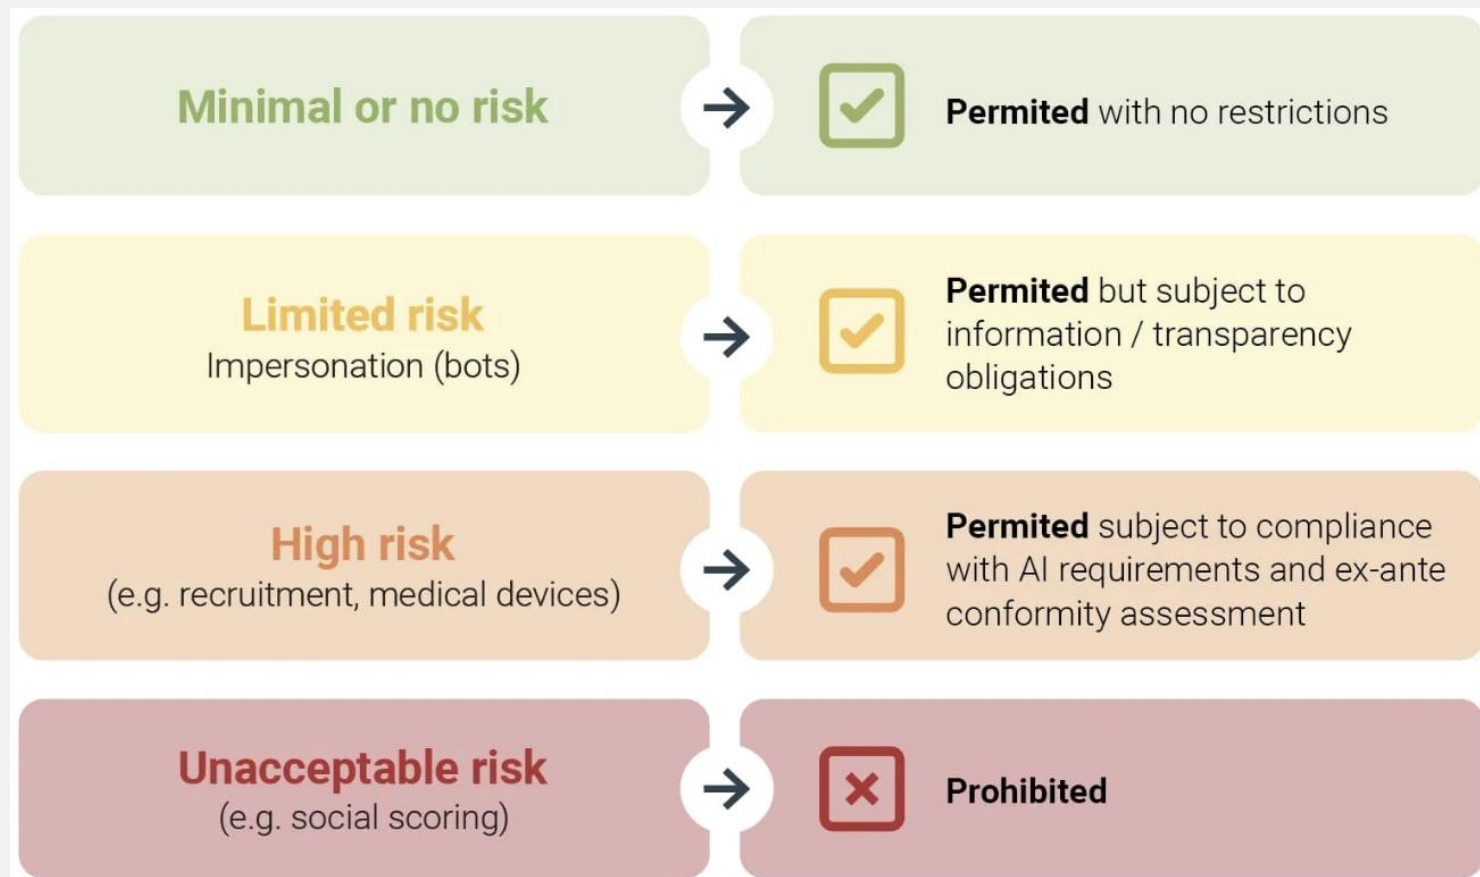 Minimal or no risk
Permited with no restrictions
Limited risk
Impersonation (bots)
Permited but subject to
information / transparency
obligations
High risk
(e.g. recruitment, medical devices)
Permited subject to compliance
with AI requirements and ex-ante
conformity assessment
Unacceptable risk
(e.g. social scoring)
Prohibited